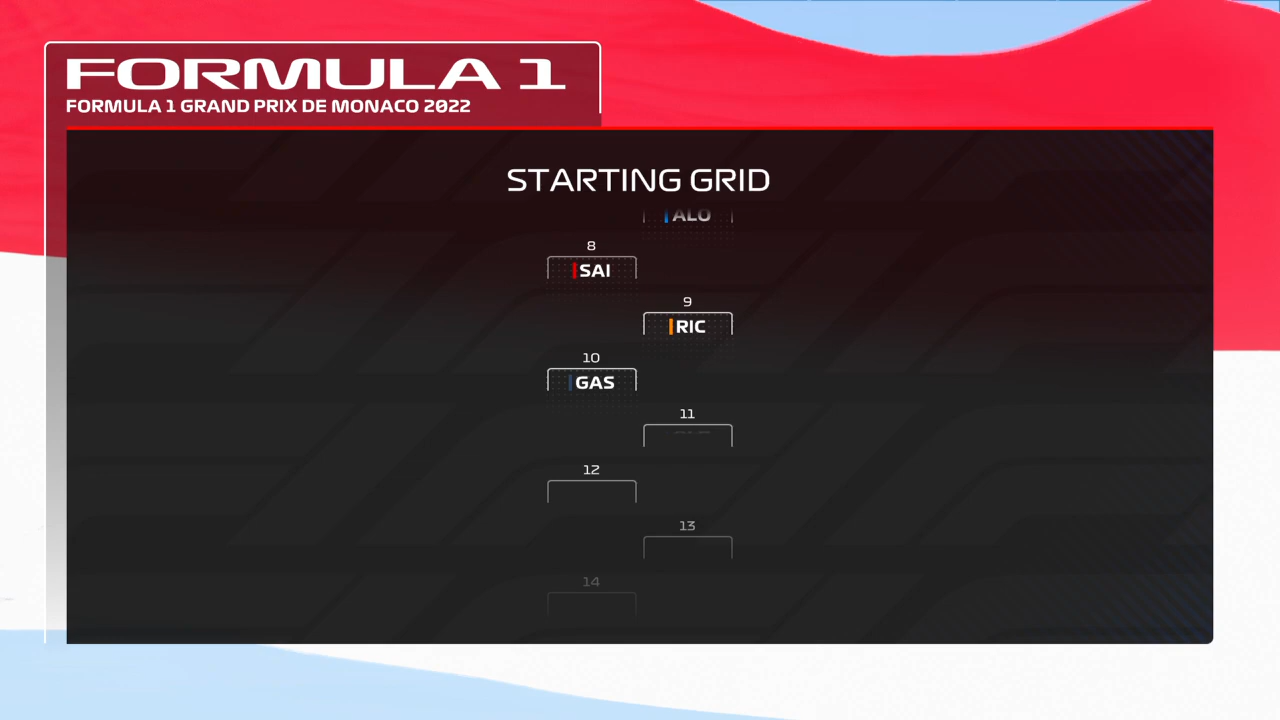 FORMULA 1
FORMULA 1 GRAND PRIX DE MONACO 2022
STARTING GRID
ALO
8
SAI
9
RIC
10
GAS
11
12
13
14